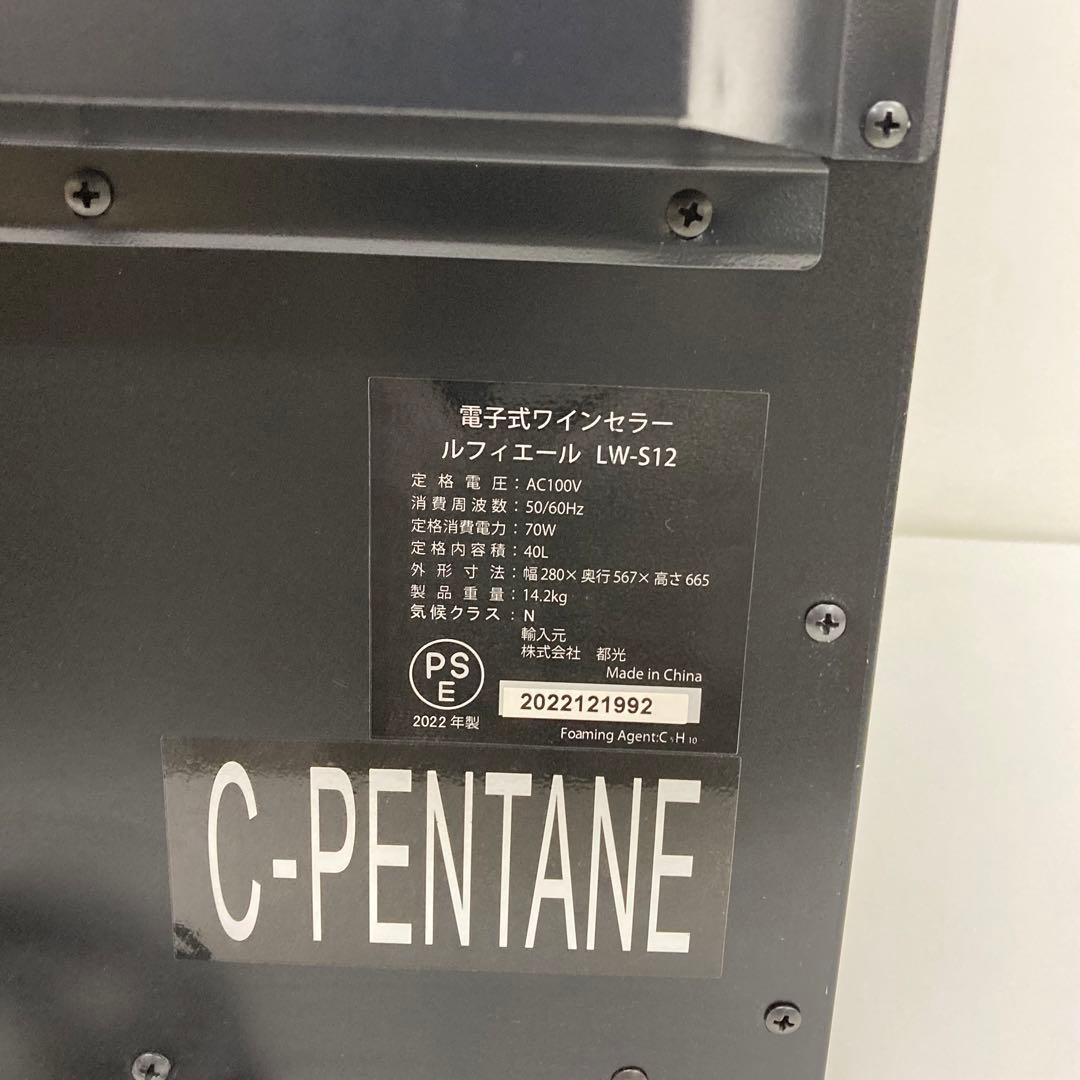 電子式ワインセラー
ルフィエール LW-S12
定格電圧：AC100V
消費周波数：50/60Hz
定格消費電力：70W
定格内容積：40L
外形寸法：幅280×奥行567×高さ665
製品重量：14.2kg
気候クラス：N
輸入元
株式会社 都光
Made in China
PS
E
2022121992
2022年製
Foaming Agent:C5H10
C-PENTANE